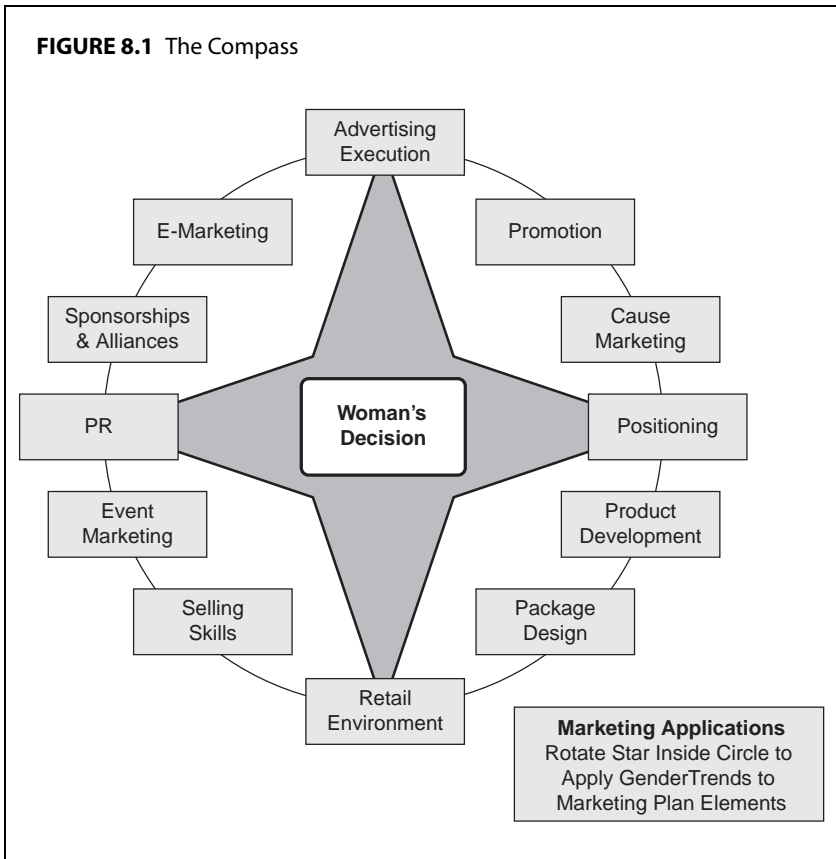 FIGURE 8.1 The Compass
Advertising
Execution
E-Marketing
Promotion
Sponsorships
& Alliances
Cause
Marketing
PR
Woman's
Decision
Positioning
Event
Marketing
Product
Development
Selling
Skills
Package
Design
Retail
Environment
Marketing Applications
Rotate Star Inside Circle to
Apply GenderTrends to
Marketing Plan Elements